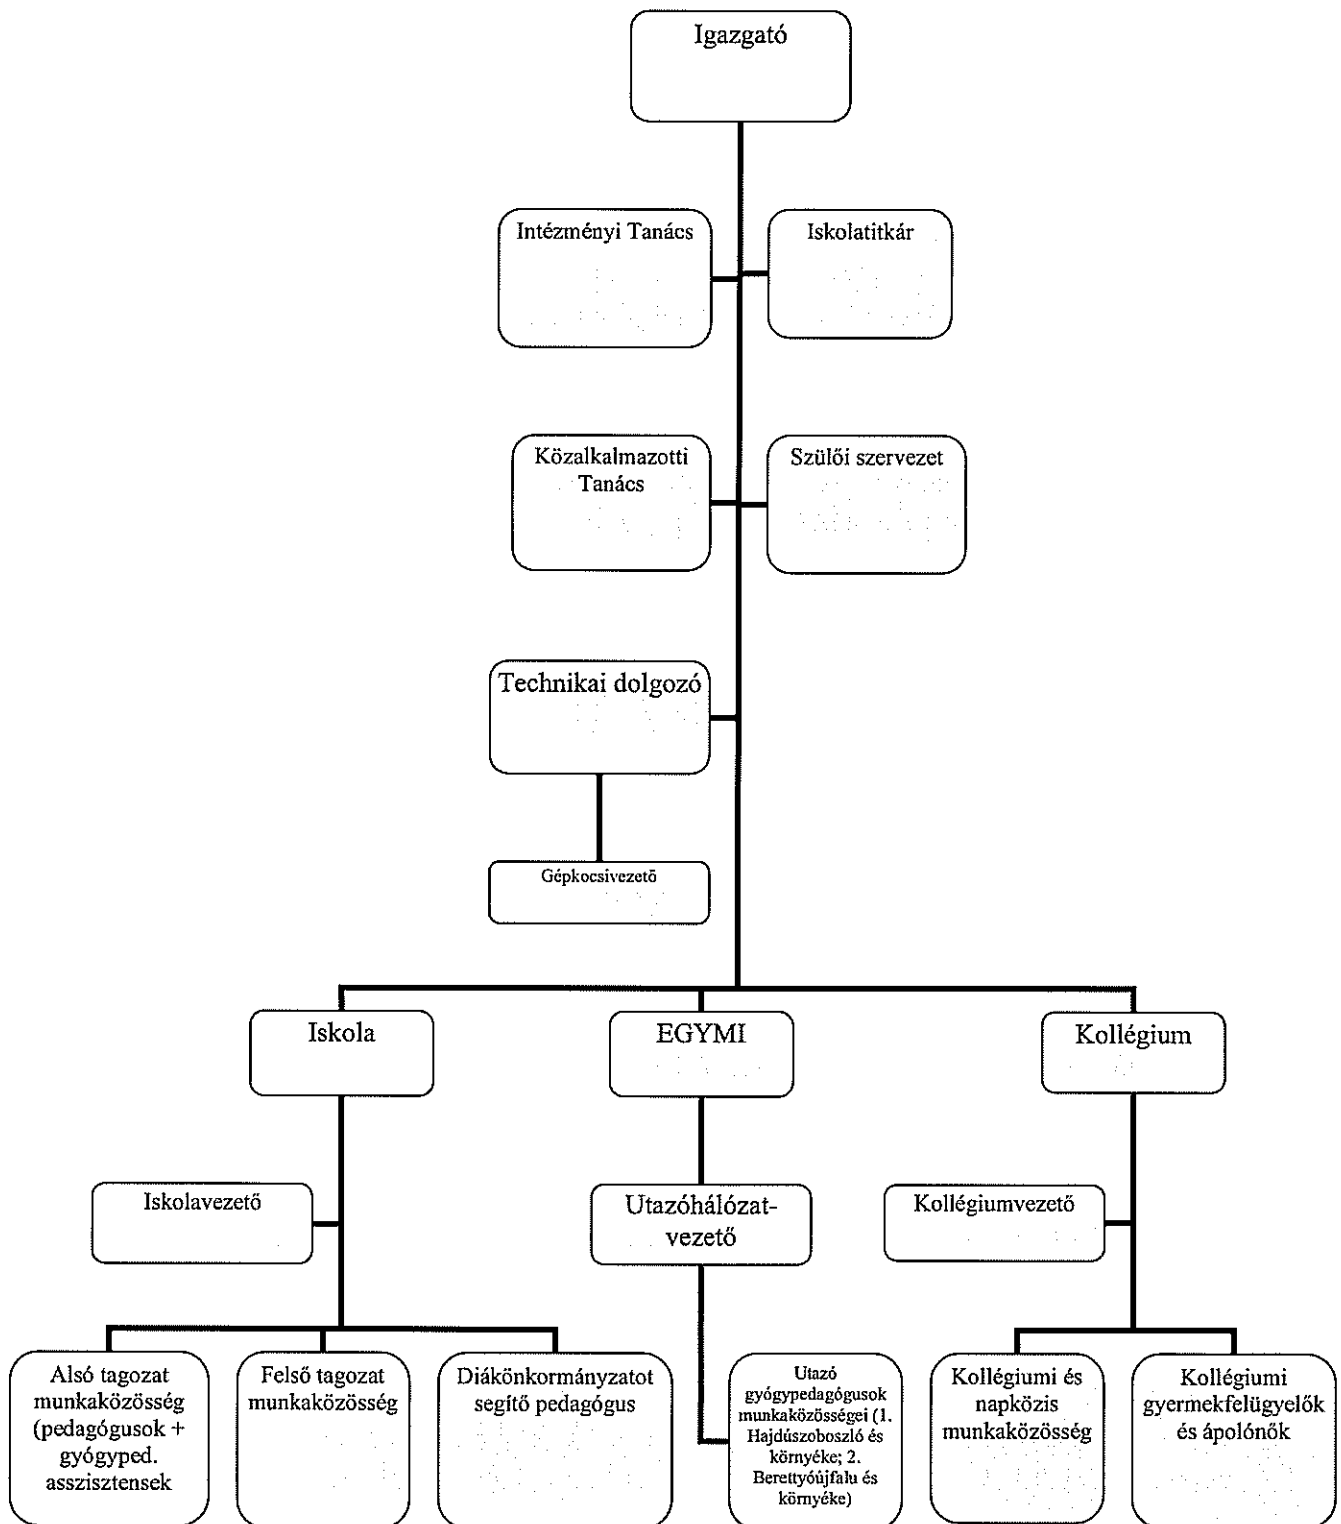 Igazgató
Intézményi Tanács
Iskolatitkár
Közalkalmazotti
Tanács
Szülői szervezet
Technikai dolgozó
Gépkocsivezető
Iskola
EGYMI
Kollégium
Iskolavezető
Utazóhálózat-
vezető
Kollégiumvezető
Alsó tagozat
munkaközösség
(pedagógusok +
gyógyped.
asszisztensek
Felső tagozat
munkaközösség
Diákönkormányzatot
segítő pedagógus
Utazó
gyógypedagógusok
munkaközösségei (1.
Hajdúszoboszló és
környéke; 2.
Berettyóújfalu és
környéke)
Kollégiumi és
napközis
munkaközösség
Kollégiumi
gyermekfelügyelők
és ápolónők